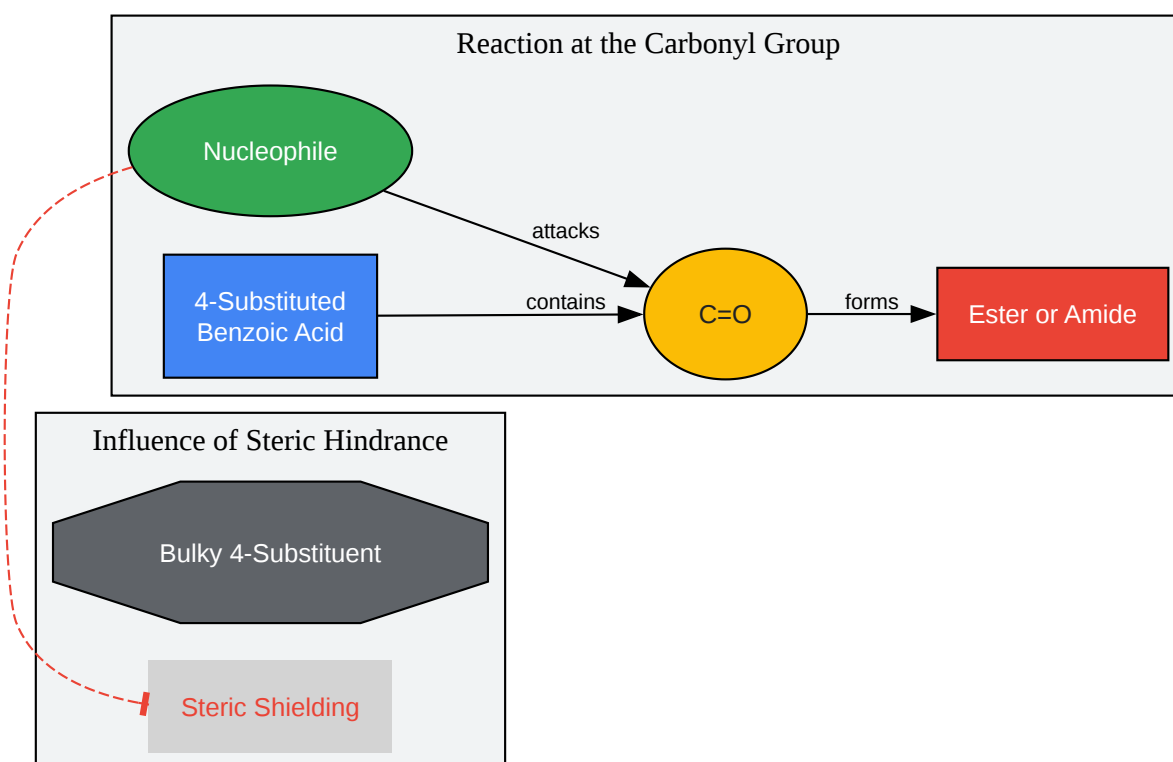 Reaction at the Carbonyl Group
Nucleophile
attacks
4-Substituted
Benzoic Acid
contains
C=O
forms
Ester or Amide
Influence of Steric Hindrance
Bulky 4-Substituent
Steric Shielding